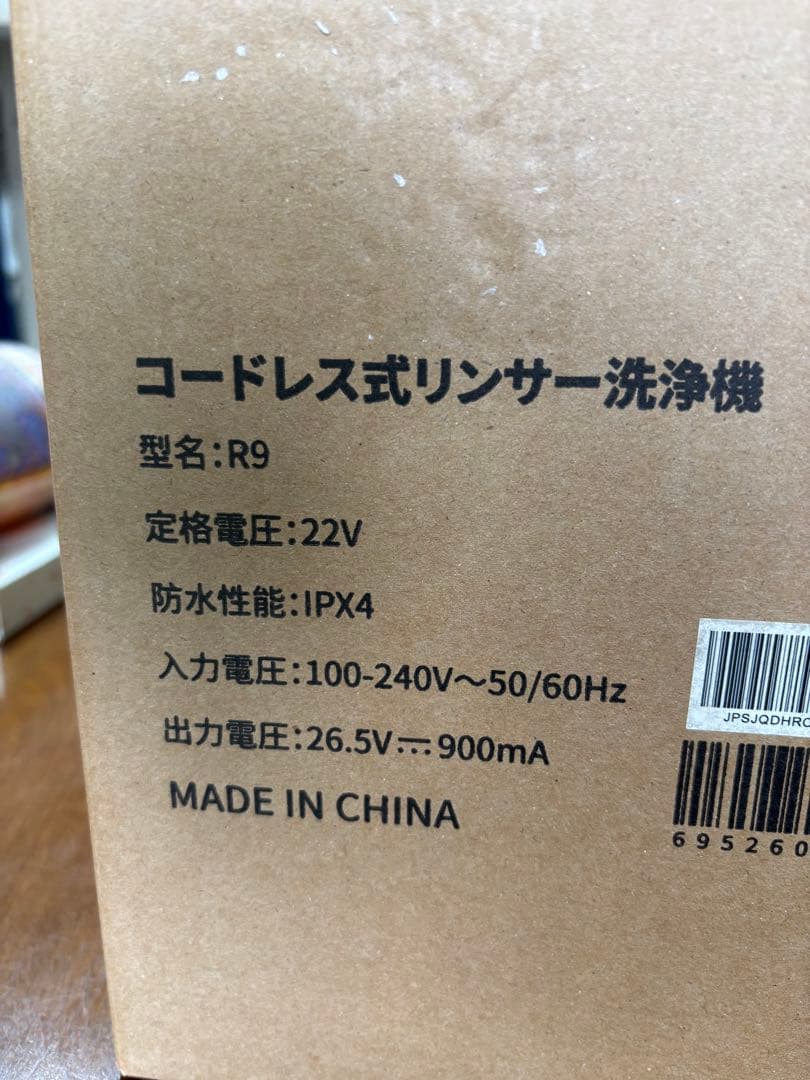 コードレス式リンサー洗浄機
型名:R9
定格電圧:22V
防水性能:IPX4
入力電圧:100-240V～50/60Hz
出力電圧:26.5V⎓900mA
MADE IN CHINA
JPSJQDHRC
695260